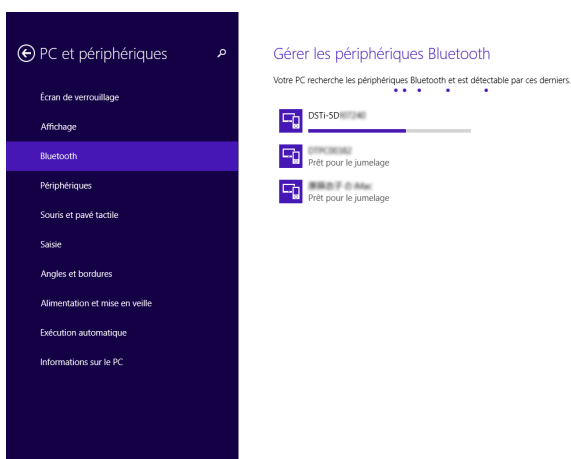 PC et périphériques
Écran de verrouillage
Affichage
Bluetooth
Périphériques
Souris et pavé tactile
Saisie
Angles et bordures
Alimentation et mise en veille
Exécution automatique
Informations sur le PC
Gérer les périphériques Bluetooth
Votre PC recherche les périphériques Bluetooth et est détectable par ces derniers.
DSTi-5D
Prêt pour le jumelage
Prêt pour le jumelage